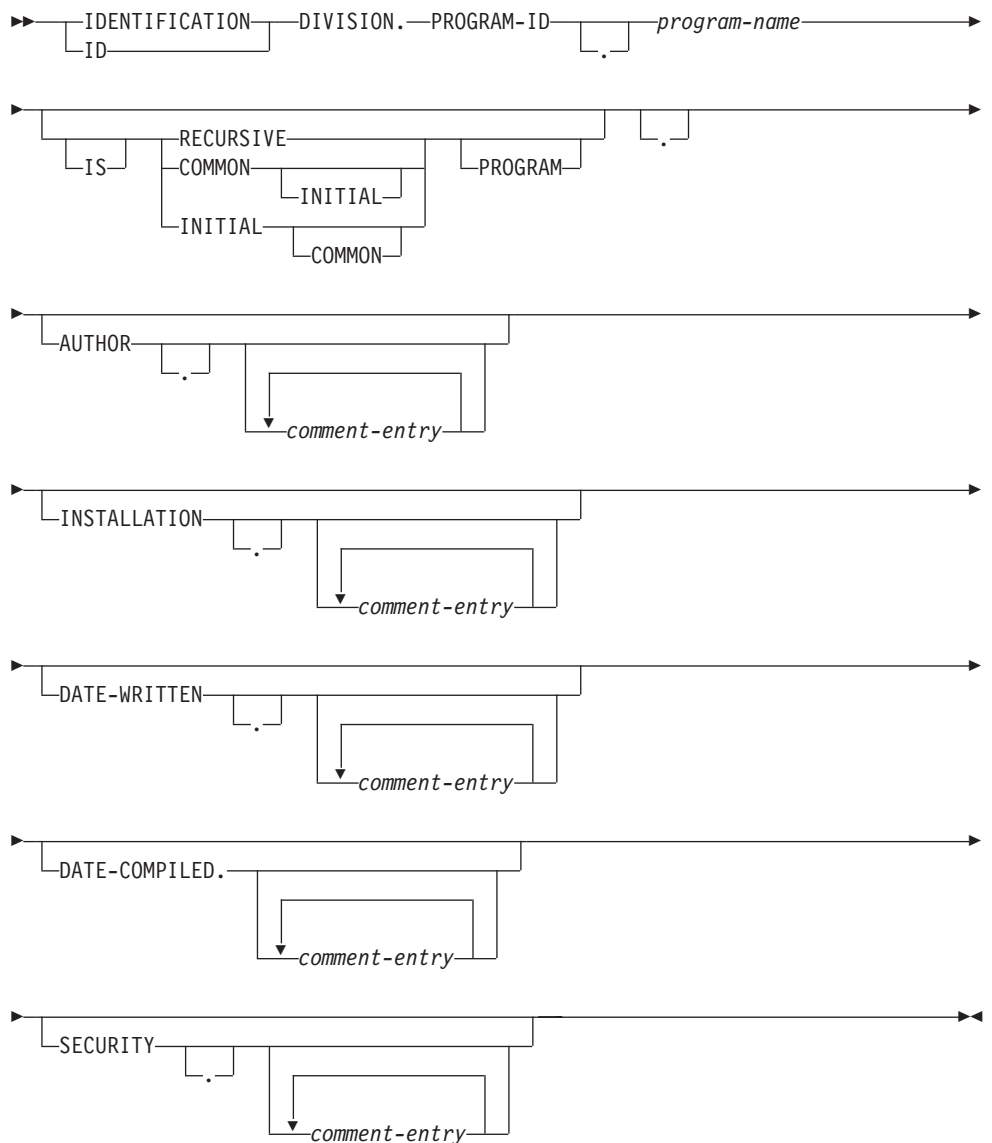 IDENTIFICATION DIVISION. PROGRAM-ID . program-name
ID
IS RECURSIVE PROGRAM .
COMMON INITIAL
INITIAL COMMON
AUTHOR . comment-entry
INSTALLATION . comment-entry
DATE-WRITTEN . comment-entry
DATE-COMPILED. comment-entry
SECURITY . comment-entry